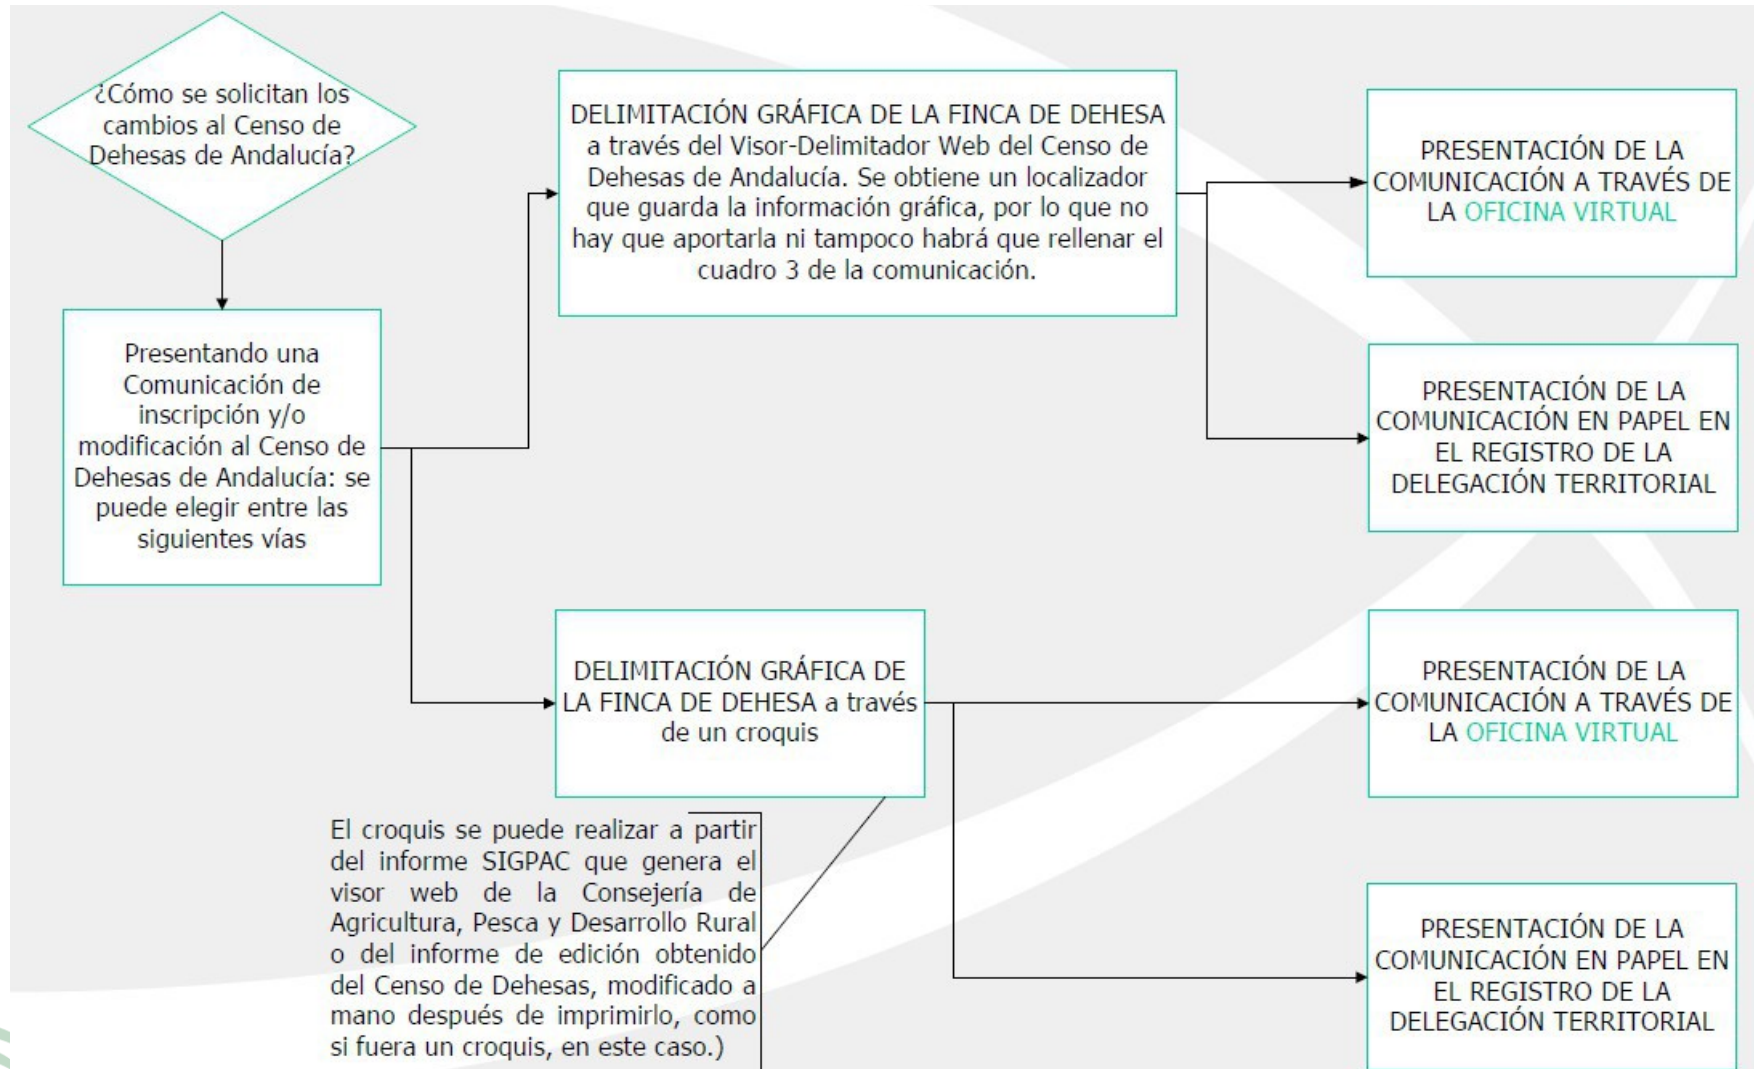 ¿Cómo se solicitan los
cambios al Censo de
Dehesas de Andalucía?
Presentando una
Comunicación de
inscripción y/o
modificación al Censo de
Dehesas de Andalucía: se
puede elegir entre las
siguientes vías
DELIMITACIÓN GRÁFICA DE LA FINCA DE DEHESA
a través del Visor-Delimitador Web del Censo de
Dehesas de Andalucía. Se obtiene un localizador
que guarda la información gráfica, por lo que no
hay que aportarla ni tampoco habrá que rellenar el
cuadro 3 de la comunicación.
PRESENTACIÓN DE LA
COMUNICACIÓN A TRAVÉS DE
LA OFICINA VIRTUAL
PRESENTACIÓN DE LA
COMUNICACIÓN EN PAPEL EN
EL REGISTRO DE LA
DELEGACIÓN TERRITORIAL
DELIMITACIÓN GRÁFICA DE
LA FINCA DE DEHESA a través
de un croquis
El croquis se puede realizar a partir
del informe SIGPAC que genera el
visor web de la Consejería de
Agricultura, Pesca y Desarrollo Rural
o del informe de edición obtenido
del Censo de Dehesas, modificado a
mano después de imprimirlo, como
si fuera un croquis, en este caso.)
PRESENTACIÓN DE LA
COMUNICACIÓN A TRAVÉS DE
LA OFICINA VIRTUAL
PRESENTACIÓN DE LA
COMUNICACIÓN EN PAPEL EN
EL REGISTRO DE LA
DELEGACIÓN TERRITORIAL